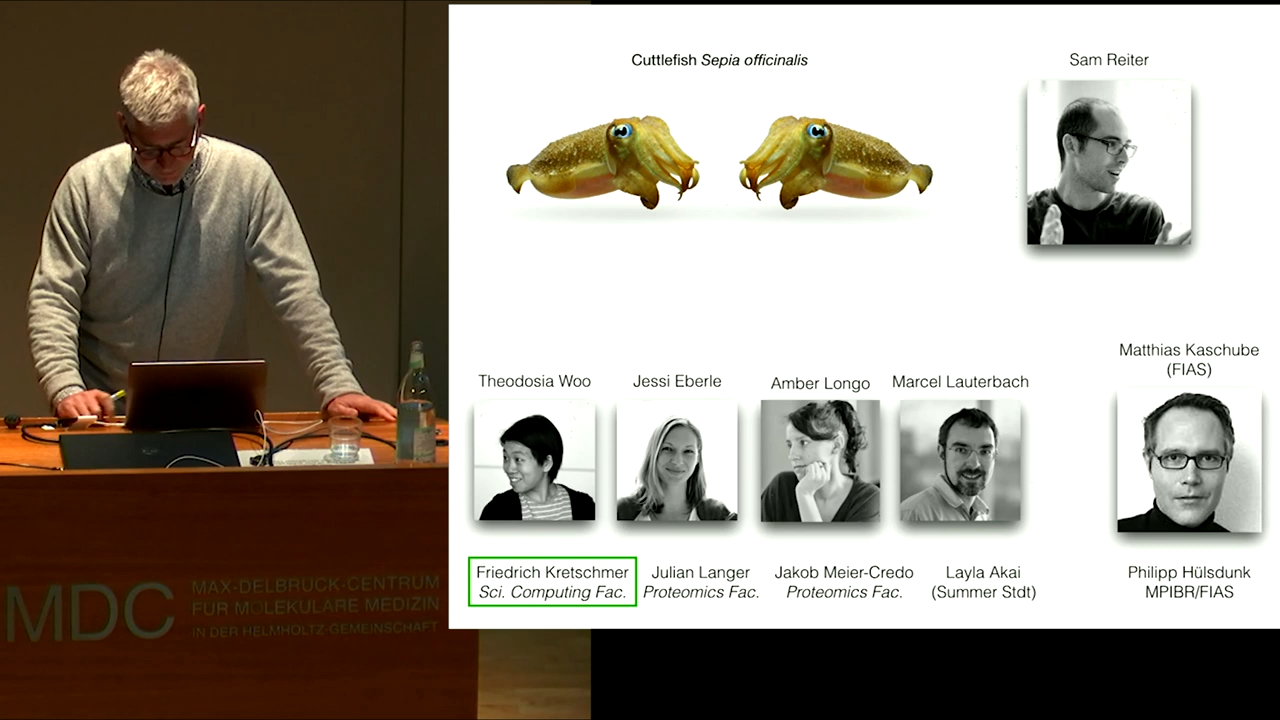 Cuttlefish Sepia officinalis
Sam Reiter
Matthias Kaschube
(FIAS)
Theodosia Woo
Jessi Eberle
Amber Longo
Marcel Lauterbach
Friedrich Kretschmer
Sci. Computing Fac.
Julian Langer
Proteomics Fac.
Jakob Meier-Credo
Proteomics Fac.
Layla Akai
(Summer Stdt)
Philipp Hülsdunk
MPIBR/FIAS
MDC
MAX-DELBRÜCK-CENTRUM
FÜR MOLEKULARE MEDIZIN
IN DER HELMHOLTZ-GEMEINSCHAFT